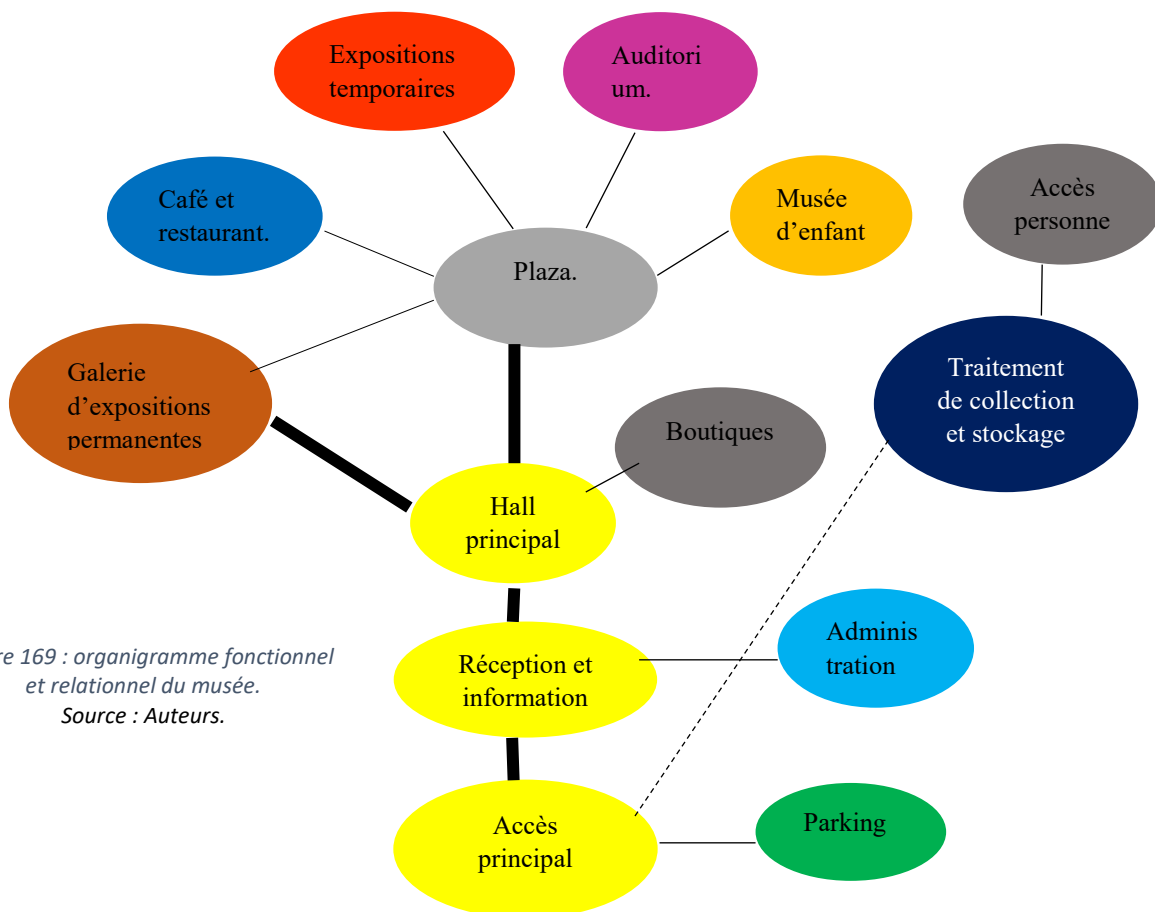 Expositions
temporaires
Auditori
um.
Café et
restaurant.
Musée
d’enfant
Accès
personne
Plaza.
Galerie
d’expositions
permanentes
Traitement
de collection
et stockage
Boutiques
Hall
principal
re 169 : organigramme fonctionnel
et relationnel du musée.
Source : Auteurs.
Réception et
information
Adminis
tration
Accès
principal
Parking